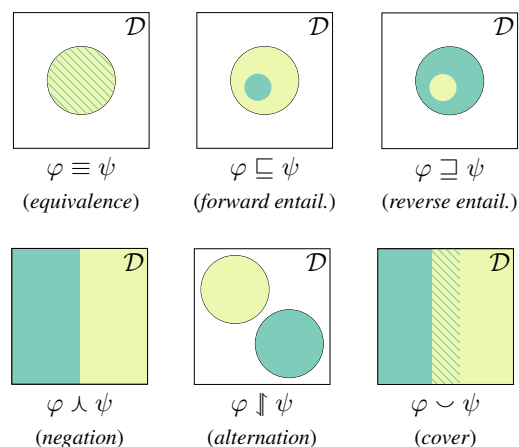 𝒟 𝒟 𝒟
φ ≡ ψ φ ⊑ ψ φ ⊒ ψ
(equivalence) (forward entail.) (reverse entail.)
𝒟 𝒟 𝒟
φ ⋏ ψ φ ⥮ ψ φ ⌣ ψ
(negation) (alternation) (cover)